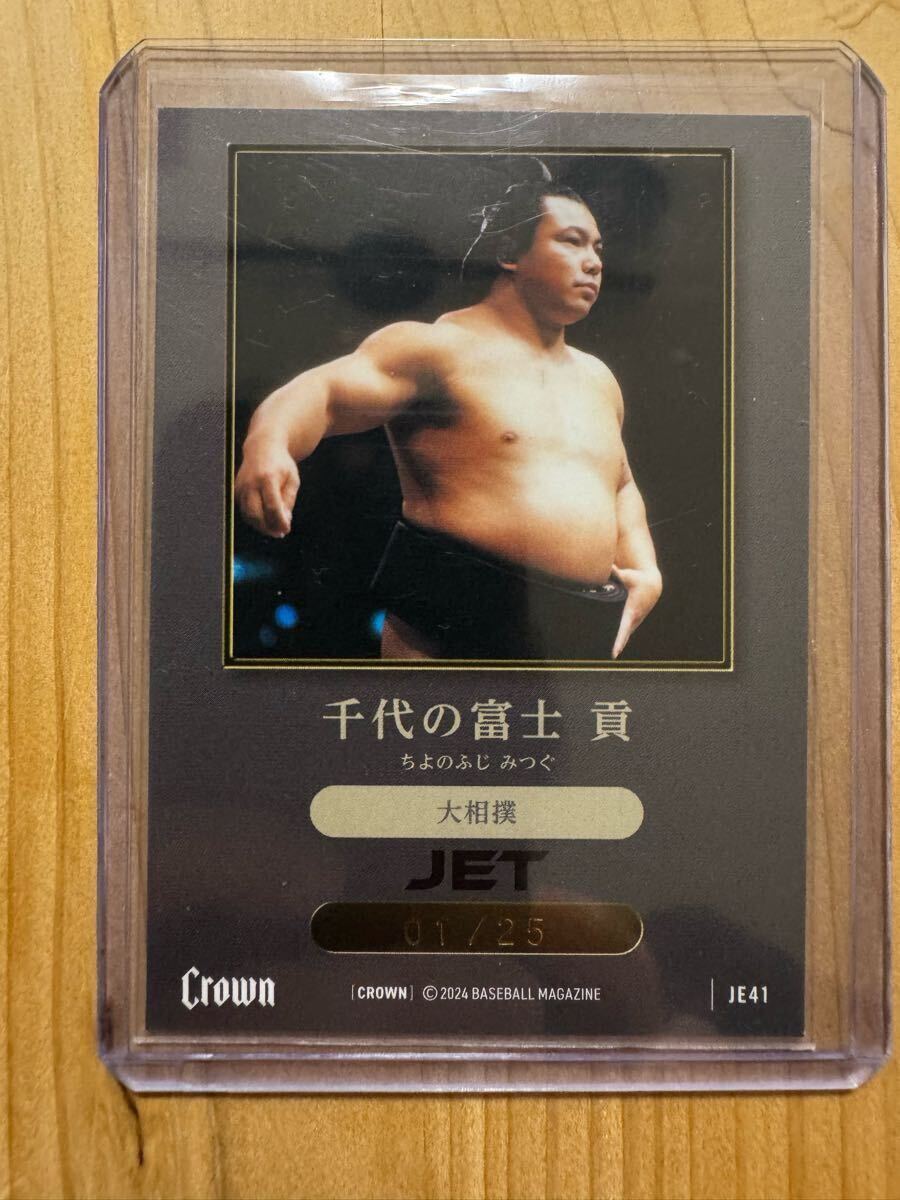 千代の富士 貢
ちよのふじ みつぐ
大相撲
JET
01/25
Crown
[CROWN] ©2024 BASEBALL MAGAZINE
JE41